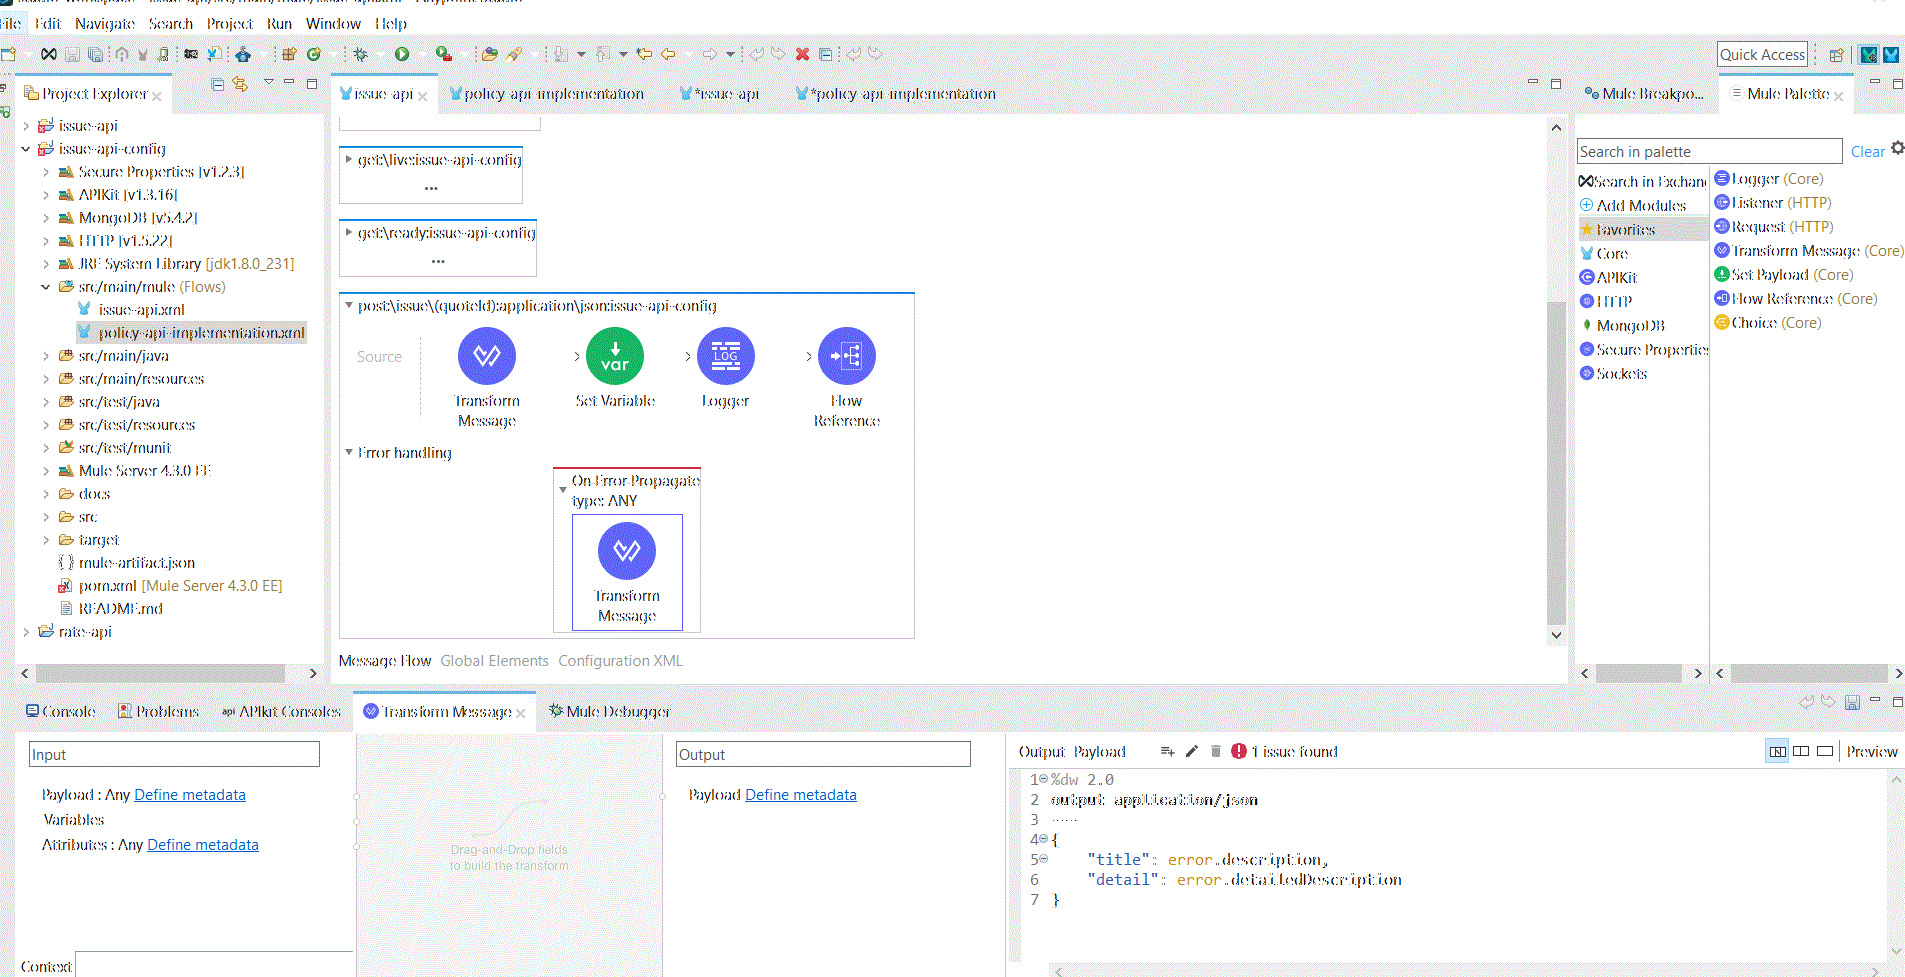 File Edit Navigate Search Project Run Window Help
Quick Access
Project Explorer
issue-api
issue-api-config
Secure Properties [v1.2.3]
APIKit [v1.3.16]
MongoDB [v5.4.2]
HTTP [v1.5.22]
JRE System Library [jdk1.8.0_231]
src/main/mule (Flows)
issue-api.xml
policy-api-implementation.xml
src/main/java
src/main/resources
src/test/java
src/test/resources
src/test/munit
Mule Server 4.3.0 EE
docs
src
target
mule-artifact.json
pom.xml [Mule Server 4.3.0 EE]
README.md
rate-api
issue-api policy-api-implementation *issue-api *policy-api-implementation
get:\live:issue-api-config
...
get:\ready:issue-api-config
...
post:\issue\(quoteId):application\json:issue-api-config
Source
var
LOG
Transform Message
Set Variable
Logger
Flow Reference
Error handling
On Error Propagate
type: ANY
Transform Message
Message Flow Global Elements Configuration XML
Mule Breakpo... Mule Palette
Search in palette Clear
Search in Exchan
Add Modules
Favorites
Core
APIKit
HTTP
MongoDB
Secure Properties
Sockets
Logger (Core)
Listener (HTTP)
Request (HTTP)
Transform Message (Core)
Set Payload (Core)
Flow Reference (Core)
Choice (Core)
Console Problems api APIkit Consoles Transform Message Mule Debugger
Input
Payload : Any Define metadata
Variables
Attributes : Any Define metadata
Context
Drag-and-Drop fields
to build the transform
Output
Payload Define metadata
Output Payload 1 issue found Preview
1 %dw 2.0
2 output application/json
3 ---
4 {
5 "title": error.description,
6 "detail": error.detailedDescription
7 }